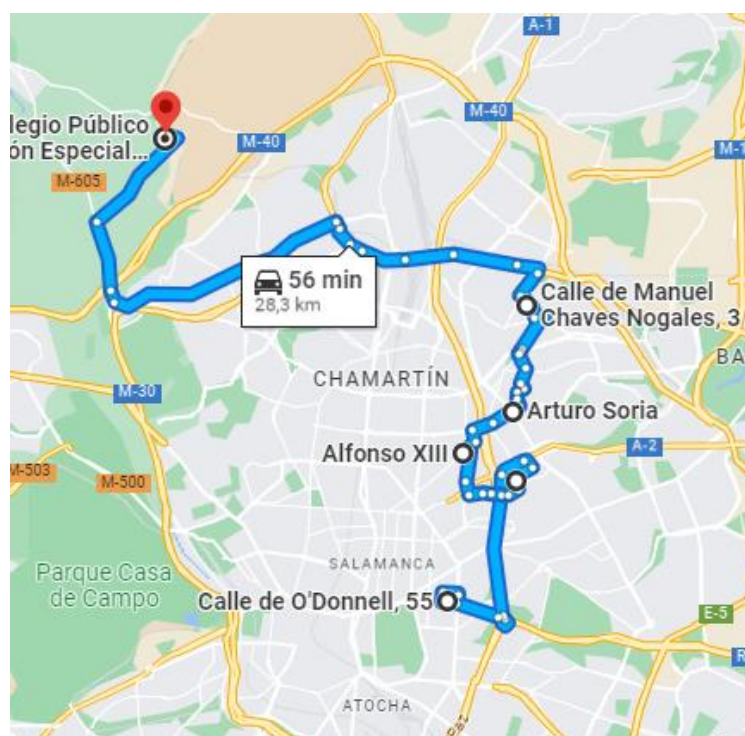 A-1
legio Público
ón Especial...
M-40
M-40
M-1
M-605
56 min
28,3 km
Calle de Manuel
Chaves Nogales, 3
BA
CHAMARTÍN
M-30
Arturo Soria
Alfonso XIII
A-2
M-503
M-500
SALAMANCA
Parque Casa
de Campo
Calle de O'Donnell, 55
E-5
R
ATOCHA
Paz